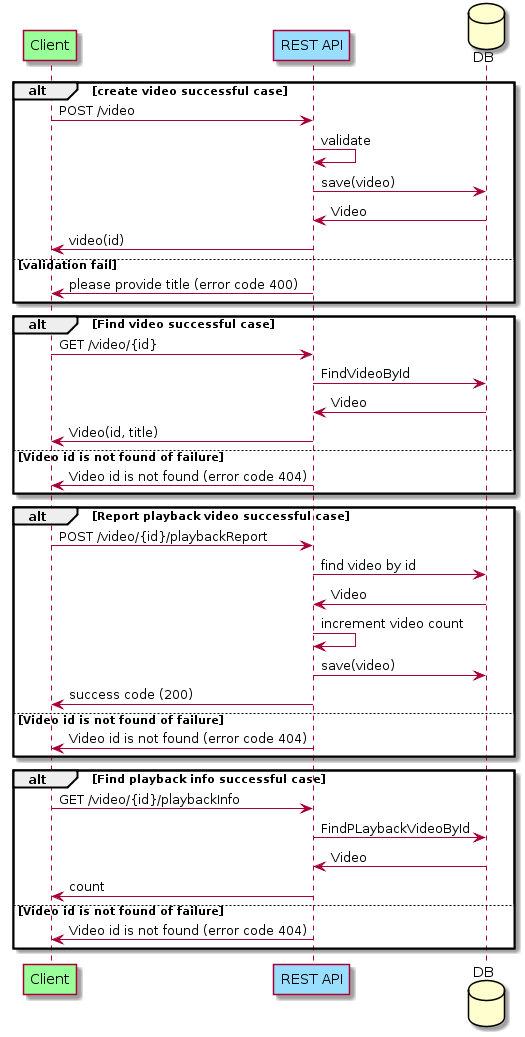 Client
REST API
DB
alt [create video successful case]
POST /video
validate
save(video)
Video
video(id)
[validation fail]
please provide title (error code 400)
alt [Find video successful case]
GET /video/{id}
FindVideoById
Video
Video(id, title)
[Video id is not found of failure]
Video id is not found (error code 404)
alt [Report playback video successful case]
POST /video/{id}/playbackReport
find video by id
Video
increment video count
save(video)
success code (200)
[Video id is not found of failure]
Video id is not found (error code 404)
alt [Find playback info successful case]
GET /video/{id}/playbackInfo
FindPLaybackVideoById
Video
count
[Video id is not found of failure]
Video id is not found (error code 404)
Client
REST API
DB